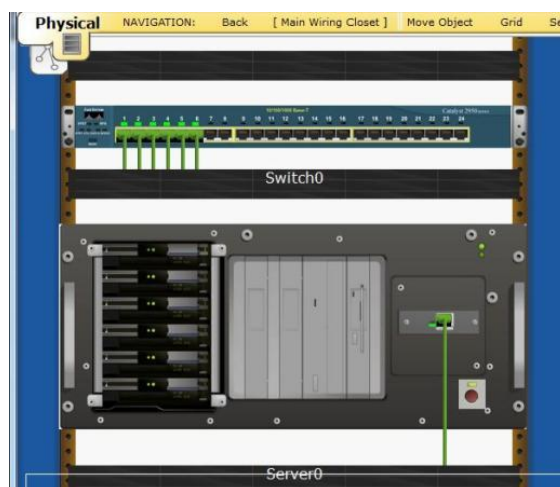 Physical NAVIGATION: Back [ Main Wiring Closet ] Move Object Grid
Catalyst 2950
1 2 3 4 5 6 7 8 9 10 11 12 13 14 15 16 17 18 19 20 21 22 23 24
Switch0
Server0